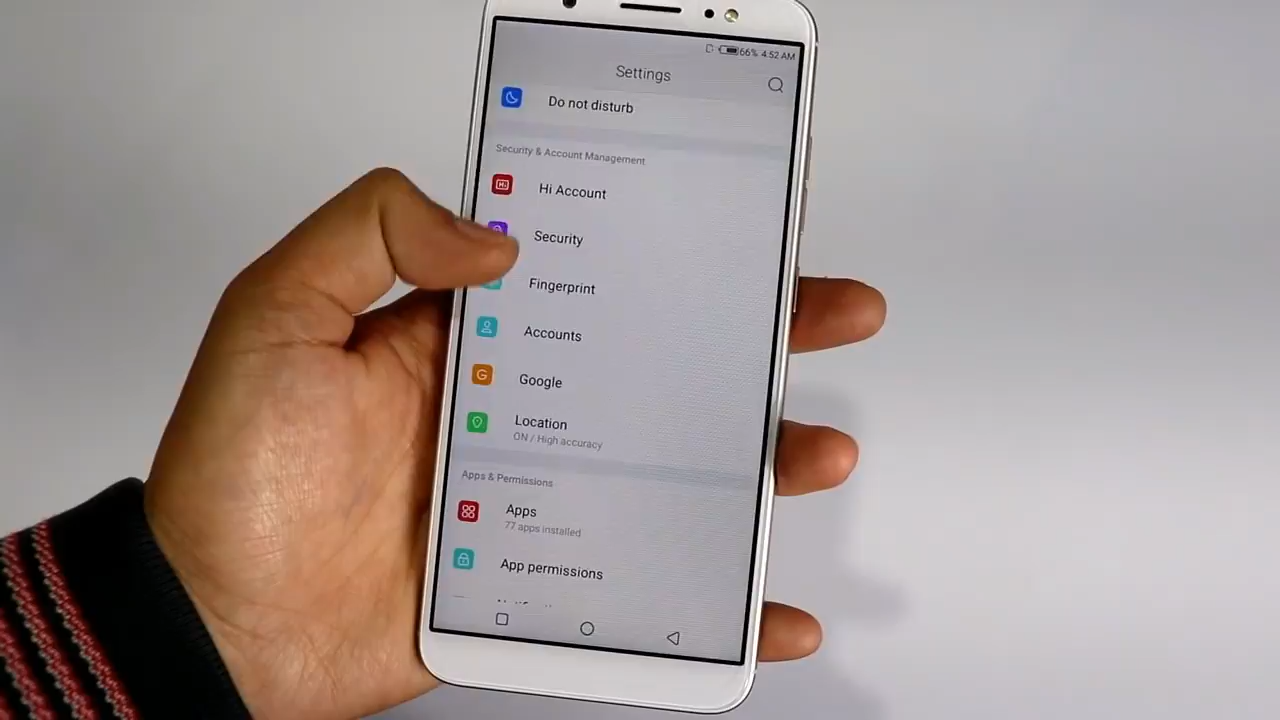 66% 4:52 AM
Settings
Do not disturb
Security & Account Management
Hi Account
Security
Fingerprint
Accounts
Google
Location
ON / High accuracy
Apps & Permissions
Apps
77 apps installed
App permissions